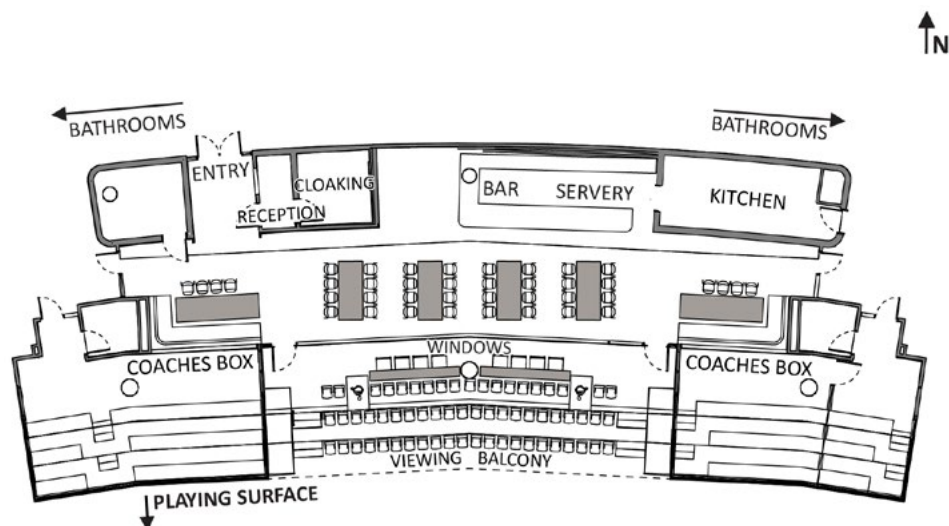 N
BATHROOMS
BATHROOMS
ENTRY
CLOAKING
RECEPTION
BAR SERVERY
KITCHEN
WINDOWS
COACHES BOX
COACHES BOX
VIEWING BALCONY
PLAYING SURFACE